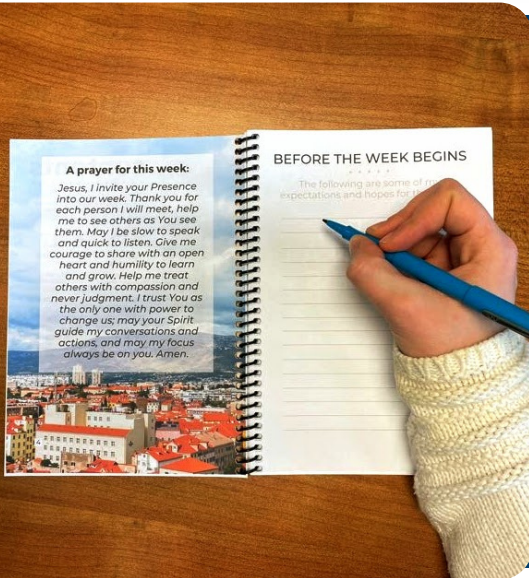 A prayer for this week:
Jesus, I invite your Presence
into our week. Thank you for
each person I will meet, help
me to see others as You see
them. May I be slow to speak
and quick to listen. Give me
courage to share with an open
heart and humility to learn
and grow. Help me treat
others with compassion and
never judgment. I trust You as
the only one with power to
change us; may your Spirit
guide my conversations and
actions, and may my focus
always be on you. Amen.
4
BEFORE THE WEEK BEGINS
The following are some of
expectations and hopes for